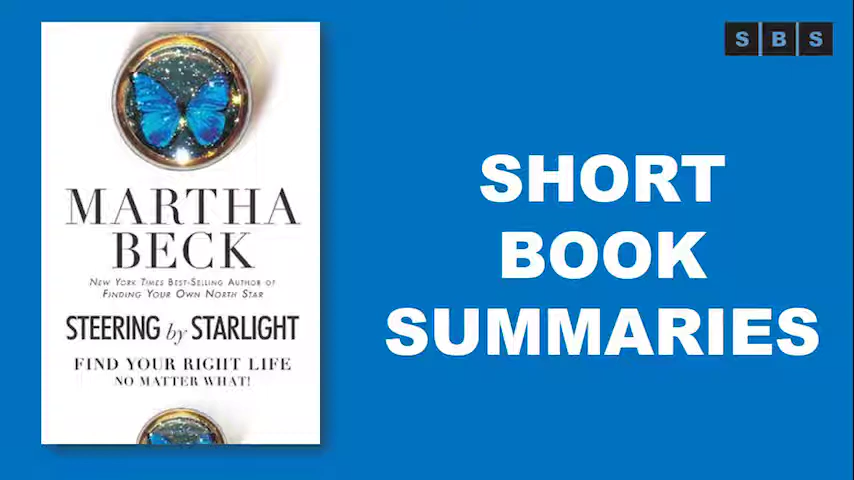 MARTHA
BECK
NEW YORK TIMES BEST-SELLING AUTHOR OF
FINDING YOUR OWN NORTH STAR
STEERING by STARLIGHT
FIND YOUR RIGHT LIFE
NO MATTER WHAT!
S B S
SHORT
BOOK
SUMMARIES